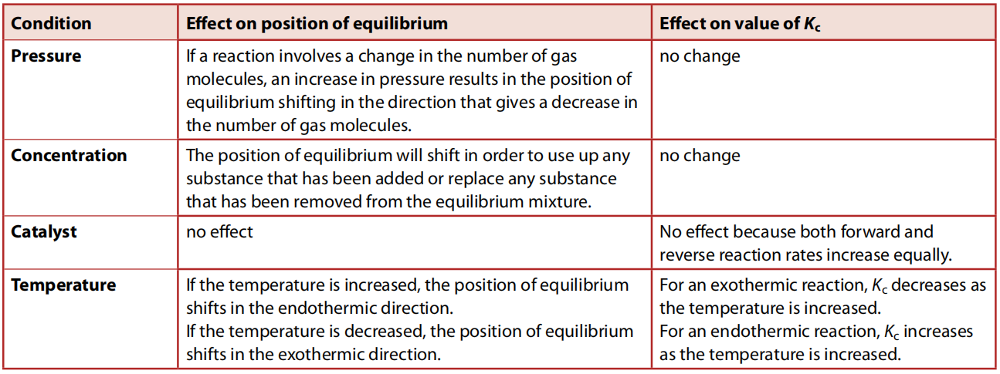 Condition
Effect on position of equilibrium
Effect on value of Kc
Pressure
If a reaction involves a change in the number of gas
molecules, an increase in pressure results in the position of
equilibrium shifting in the direction that gives a decrease in
the number of gas molecules.
no change
Concentration
The position of equilibrium will shift in order to use up any
substance that has been added or replace any substance
that has been removed from the equilibrium mixture.
no change
Catalyst
no effect
No effect because both forward and
reverse reaction rates increase equally.
Temperature
If the temperature is increased, the position of equilibrium
shifts in the endothermic direction.
If the temperature is decreased, the position of equilibrium
shifts in the exothermic direction.
For an exothermic reaction, Kc decreases as
the temperature is increased.
For an endothermic reaction, Kc increases
as the temperature is increased.